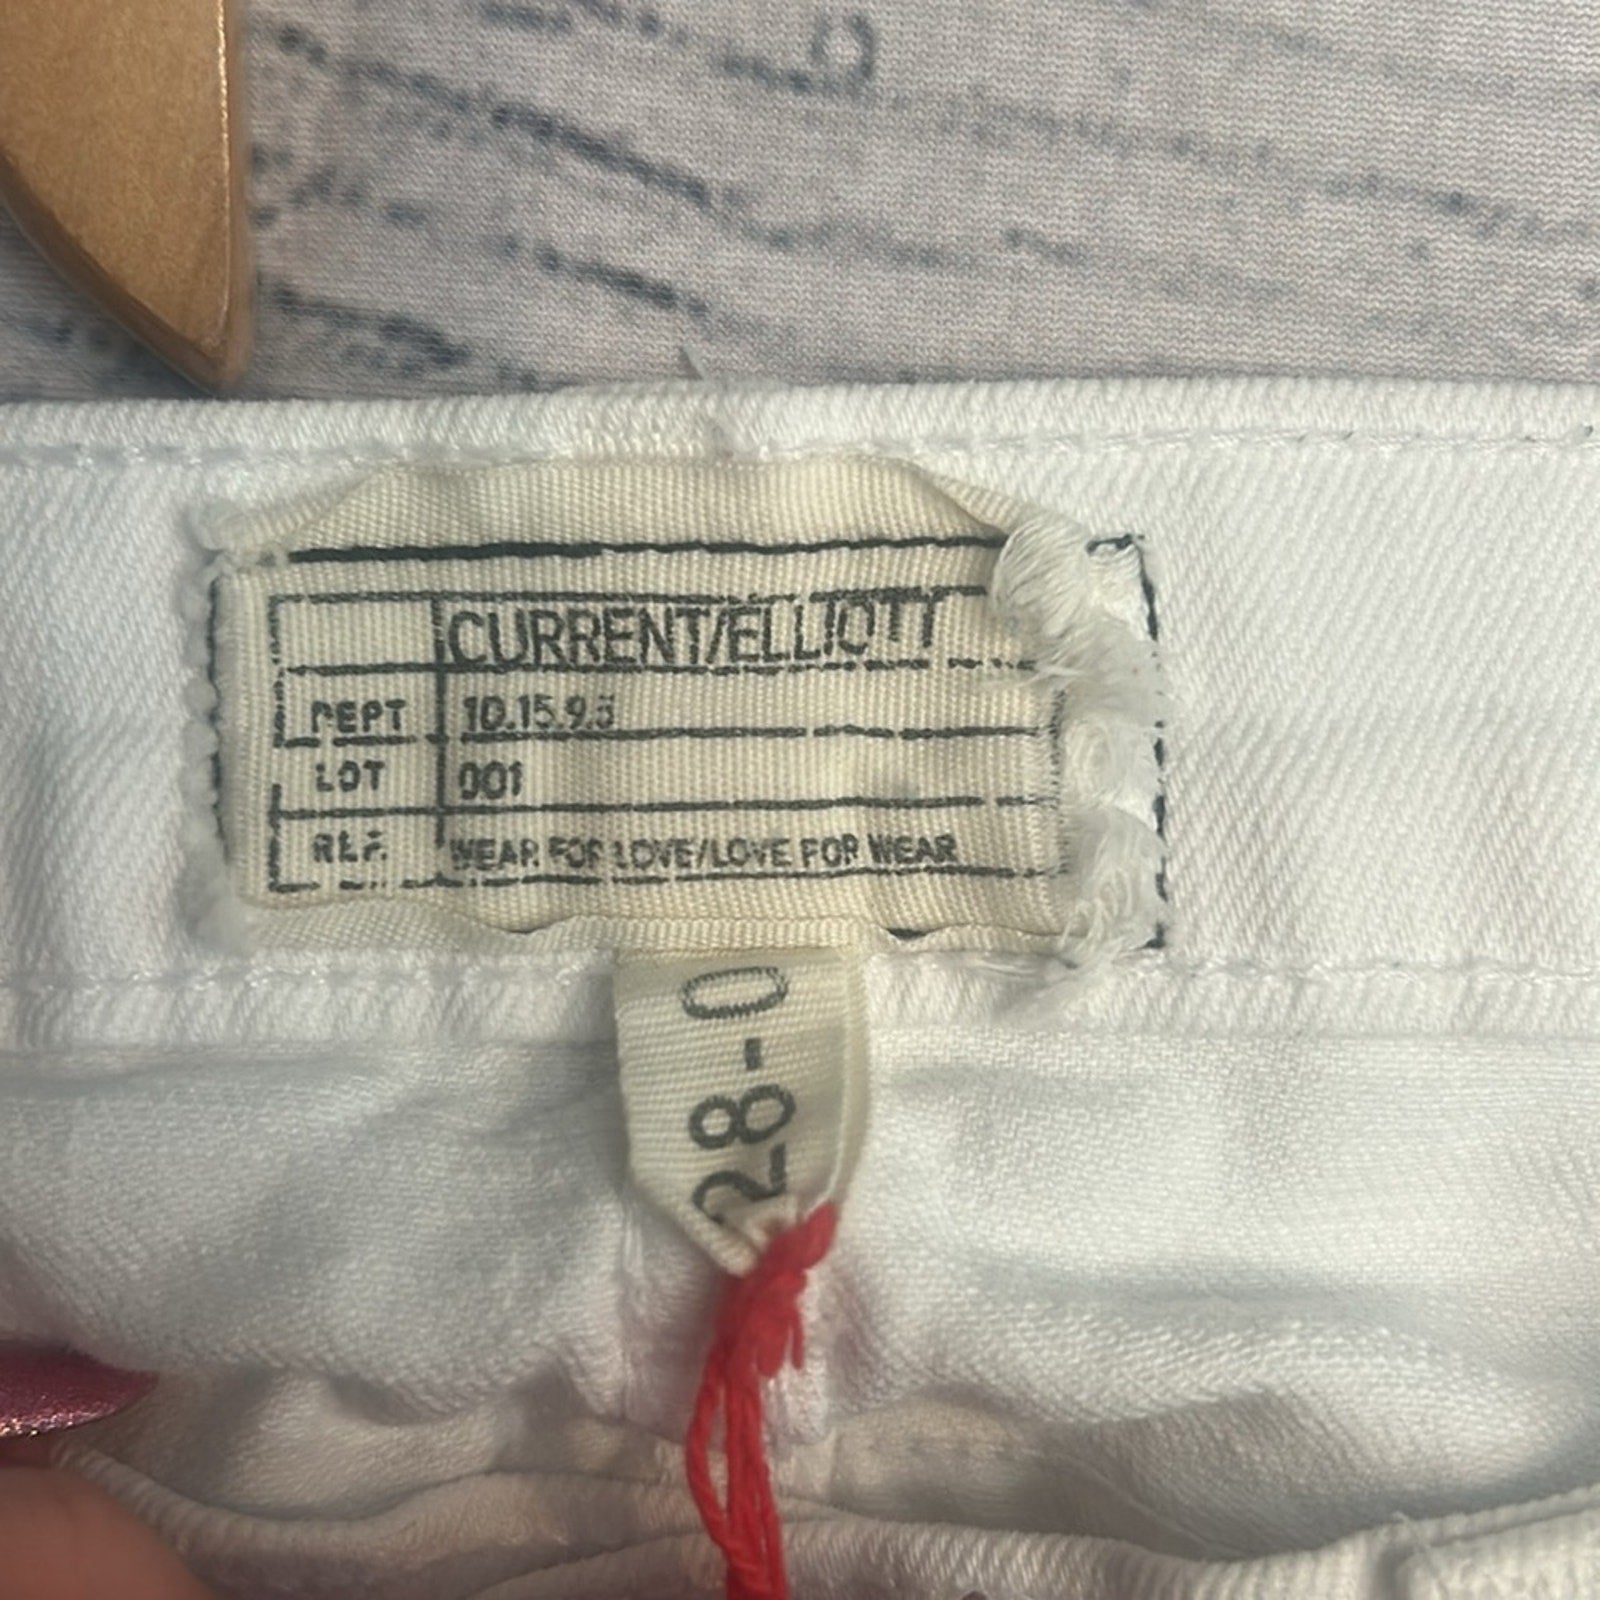 CURRENT/ELLIOTT
DEPT 10.15.9.3
LOT 001
REF. WEAR FOR LOVE/LOVE FOR WEAR
28-0